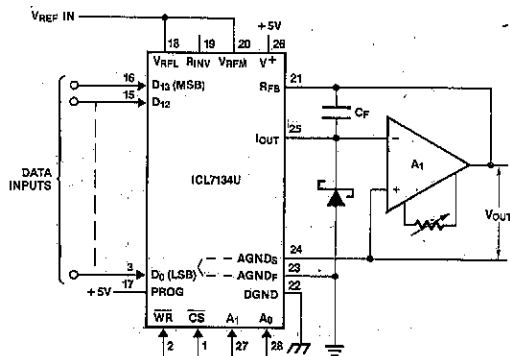 VREF IN
+5V
18 19 20 26
VRFL RINV VRFM V+
21
RFB
16 D13 (MSB)
15 D12
CF
25
IOUT
−
A1
+
DATA INPUTS
ICL7134U
VOUT
24
AGNDS
3 D0 (LSB)
AGNDF
23
17
+5V PROG
DGND
22
WR CS A1 A0
2 1 27 28